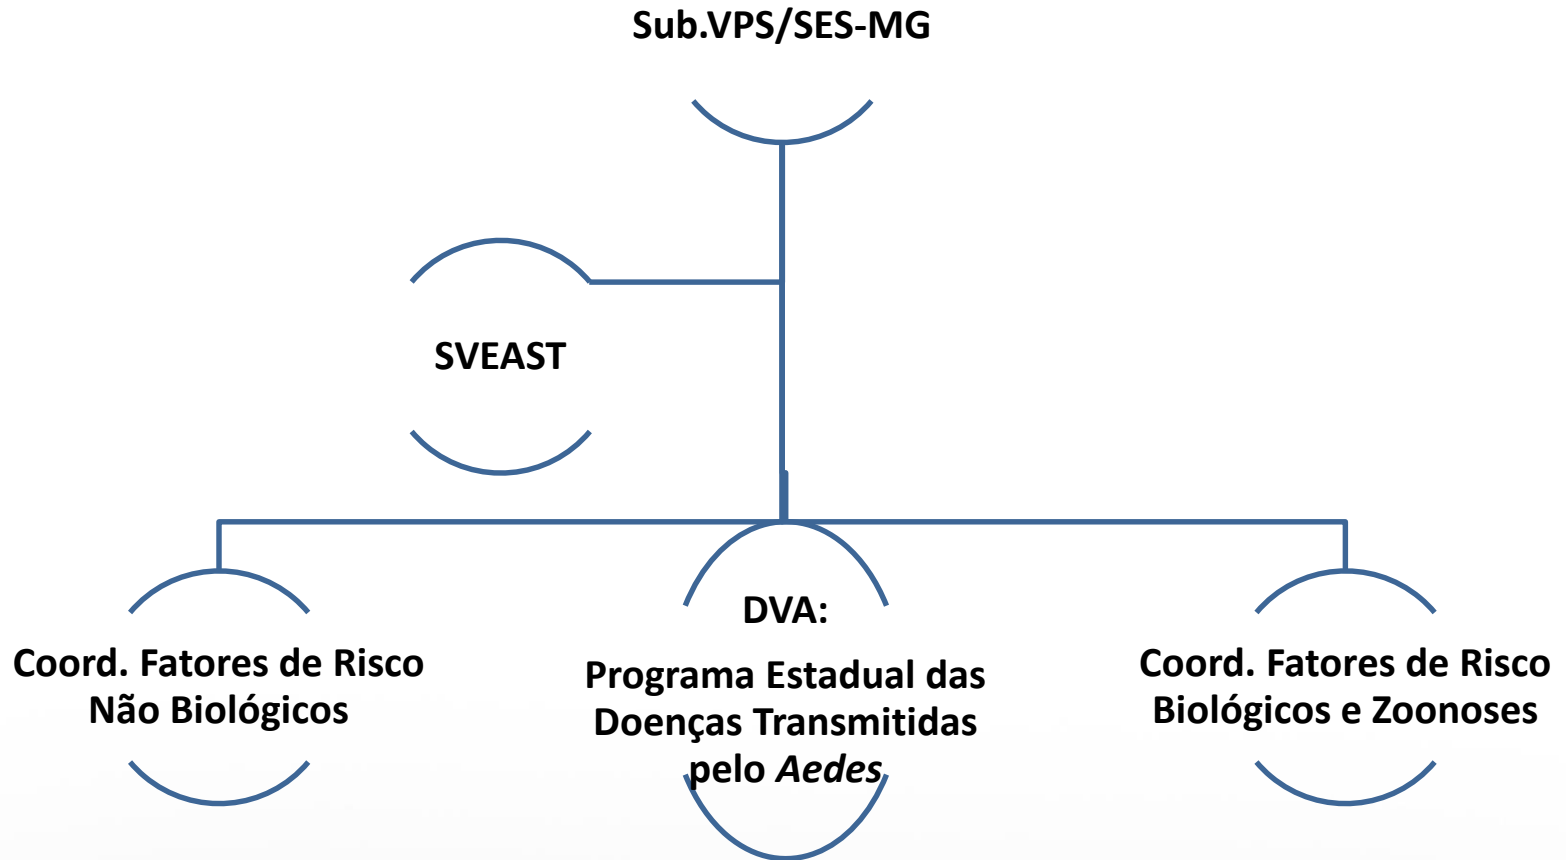 Sub.VPS/SES-MG
SVEAST
Coord. Fatores de Risco
Não Biológicos
DVA:
Programa Estadual das
Doenças Transmitidas
pelo Aedes
Coord. Fatores de Risco
Biológicos e Zoonoses